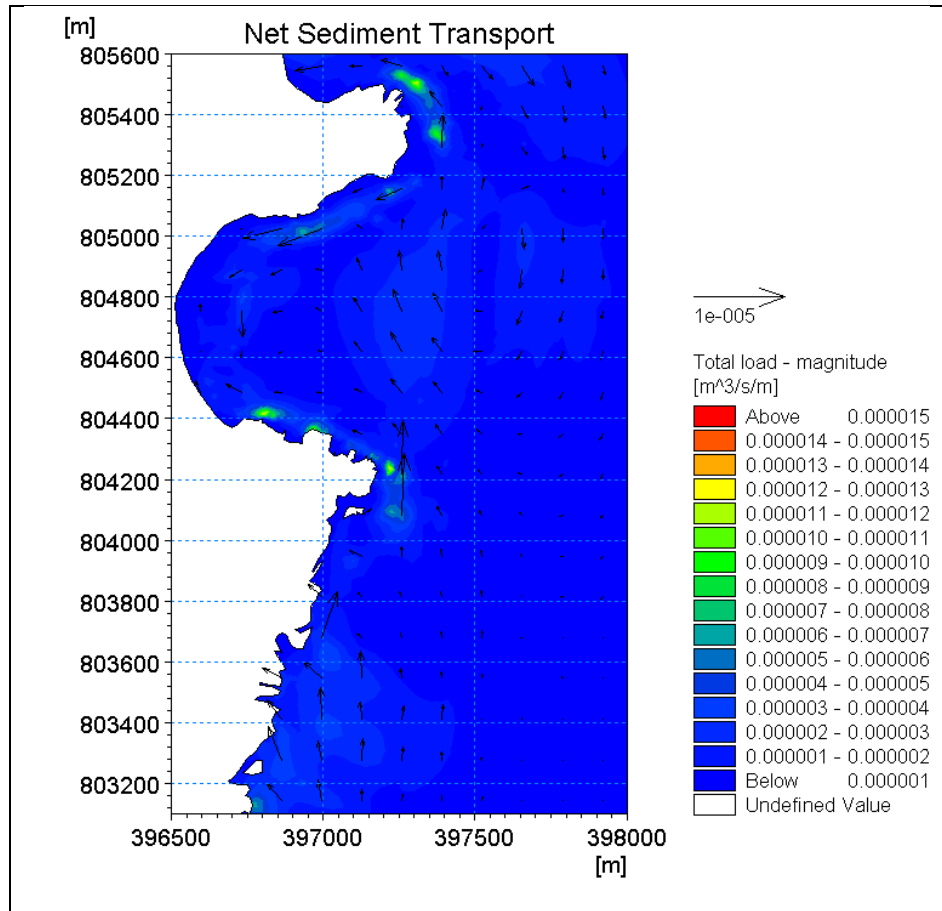 [m]
Net Sediment Transport
805600
805400
805200
805000
804800
804600
804400
804200
804000
803800
803600
803400
803200
396500 397000 397500 398000
[m]
1e-005
Total load - magnitude
[m^3/s/m]
Above 0.000015
0.000014 - 0.000015
0.000013 - 0.000014
0.000012 - 0.000013
0.000011 - 0.000012
0.000010 - 0.000011
0.000009 - 0.000010
0.000008 - 0.000009
0.000007 - 0.000008
0.000006 - 0.000007
0.000005 - 0.000006
0.000004 - 0.000005
0.000003 - 0.000004
0.000002 - 0.000003
0.000001 - 0.000002
Below 0.000001
Undefined Value